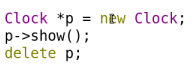 Clock *p = new Clock;
p->show();
delete p;